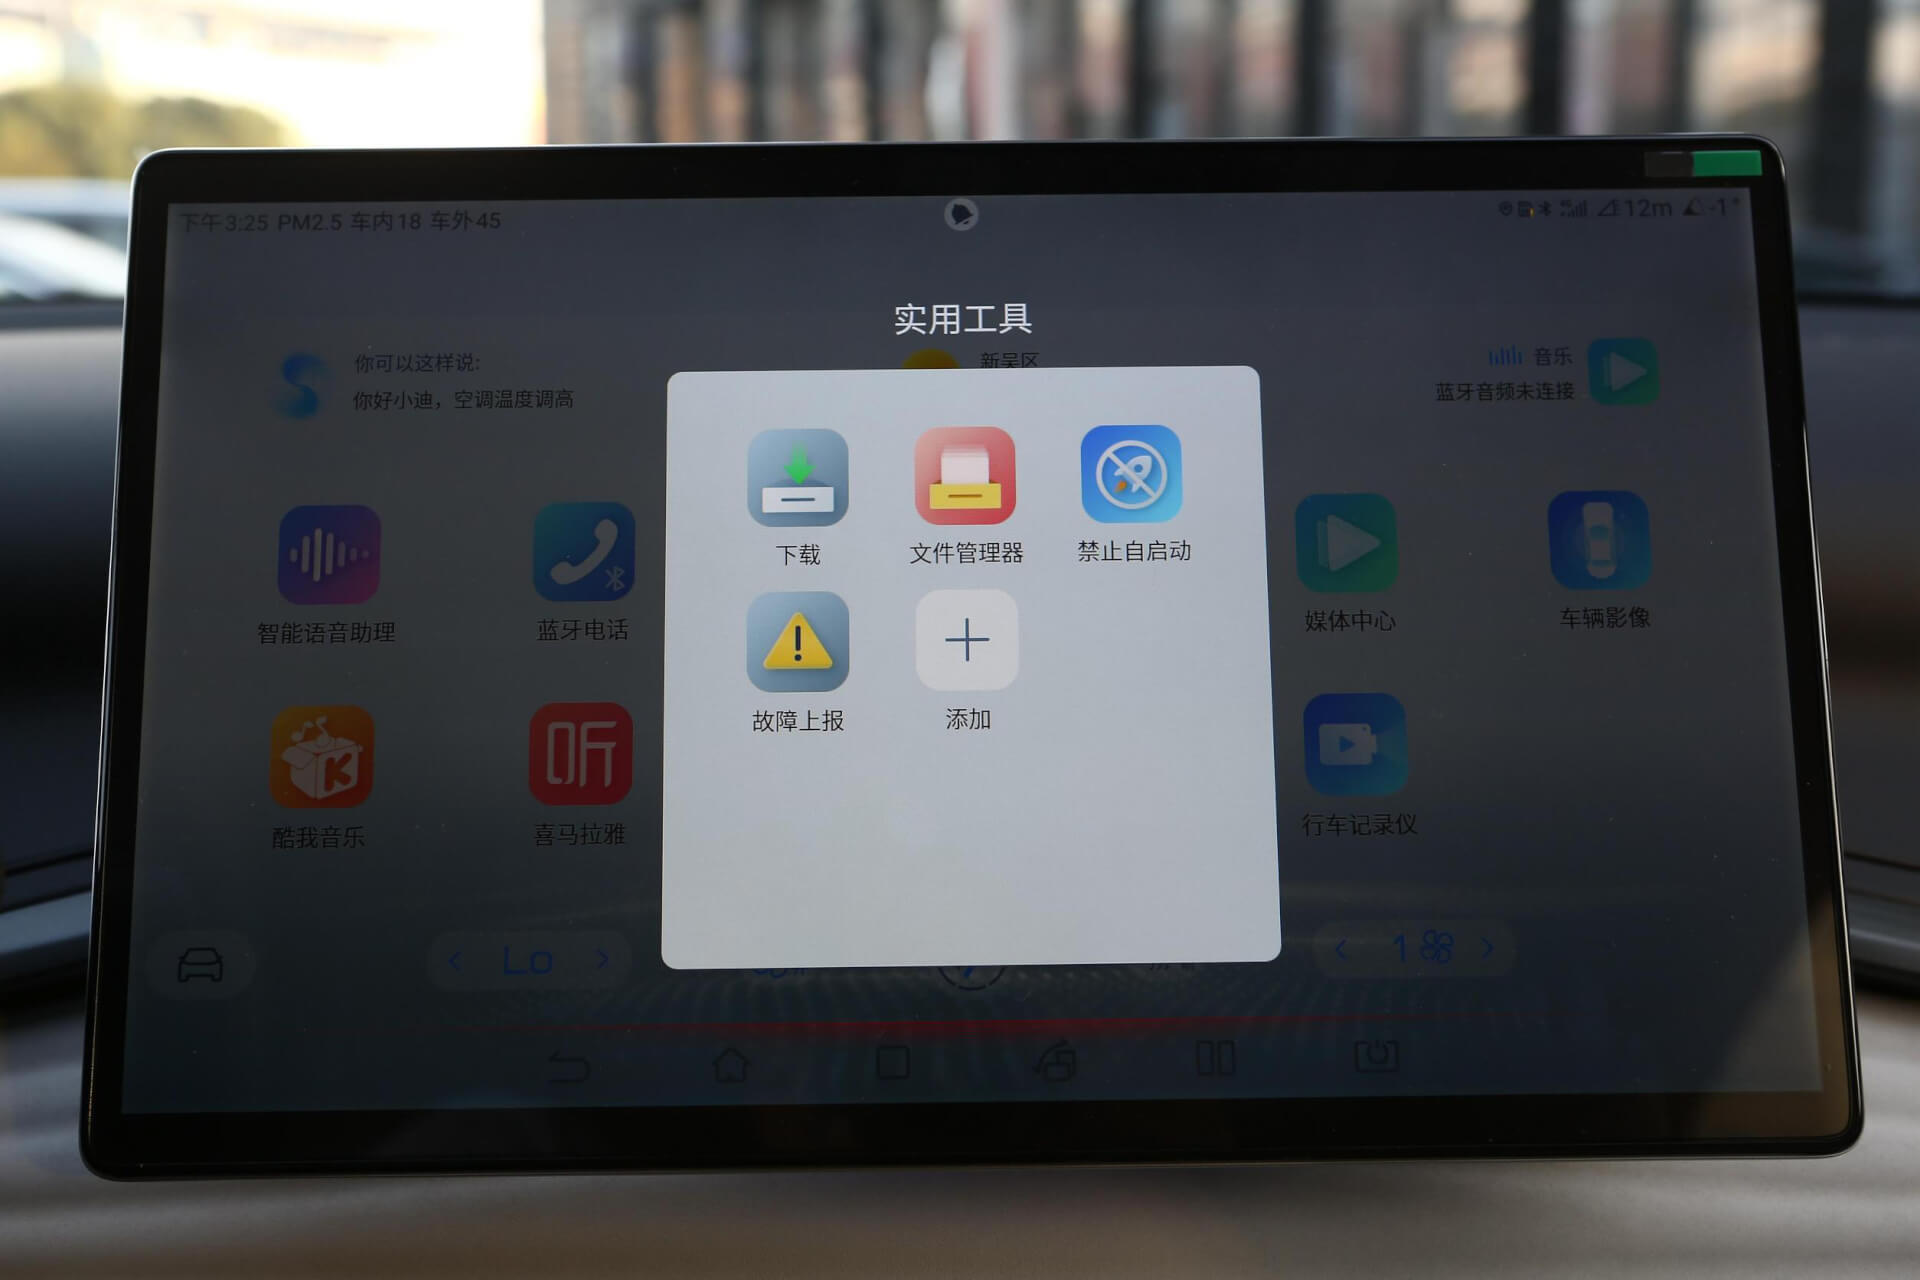 下午3:25 PM2.5 车内18 车外45
12m -1°
实用工具
你可以这样说:
你好小迪，空调温度调高
新吴区
音乐
蓝牙音频未连接
下载
文件管理器
禁止自启动
智能语音助理
蓝牙电话
媒体中心
车辆影像
故障上报
添加
酷我音乐
听
喜马拉雅
行车记录仪
Lo
1